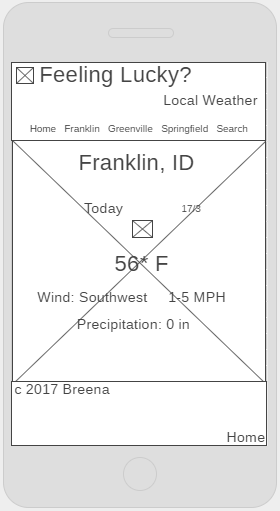 Feeling Lucky?
Local Weather
Home Franklin Greenville Springfield Search
Franklin, ID
Today 17/3
56* F
Wind: Southwest 1-5 MPH
Precipitation: 0 in
c 2017 Breena
Home